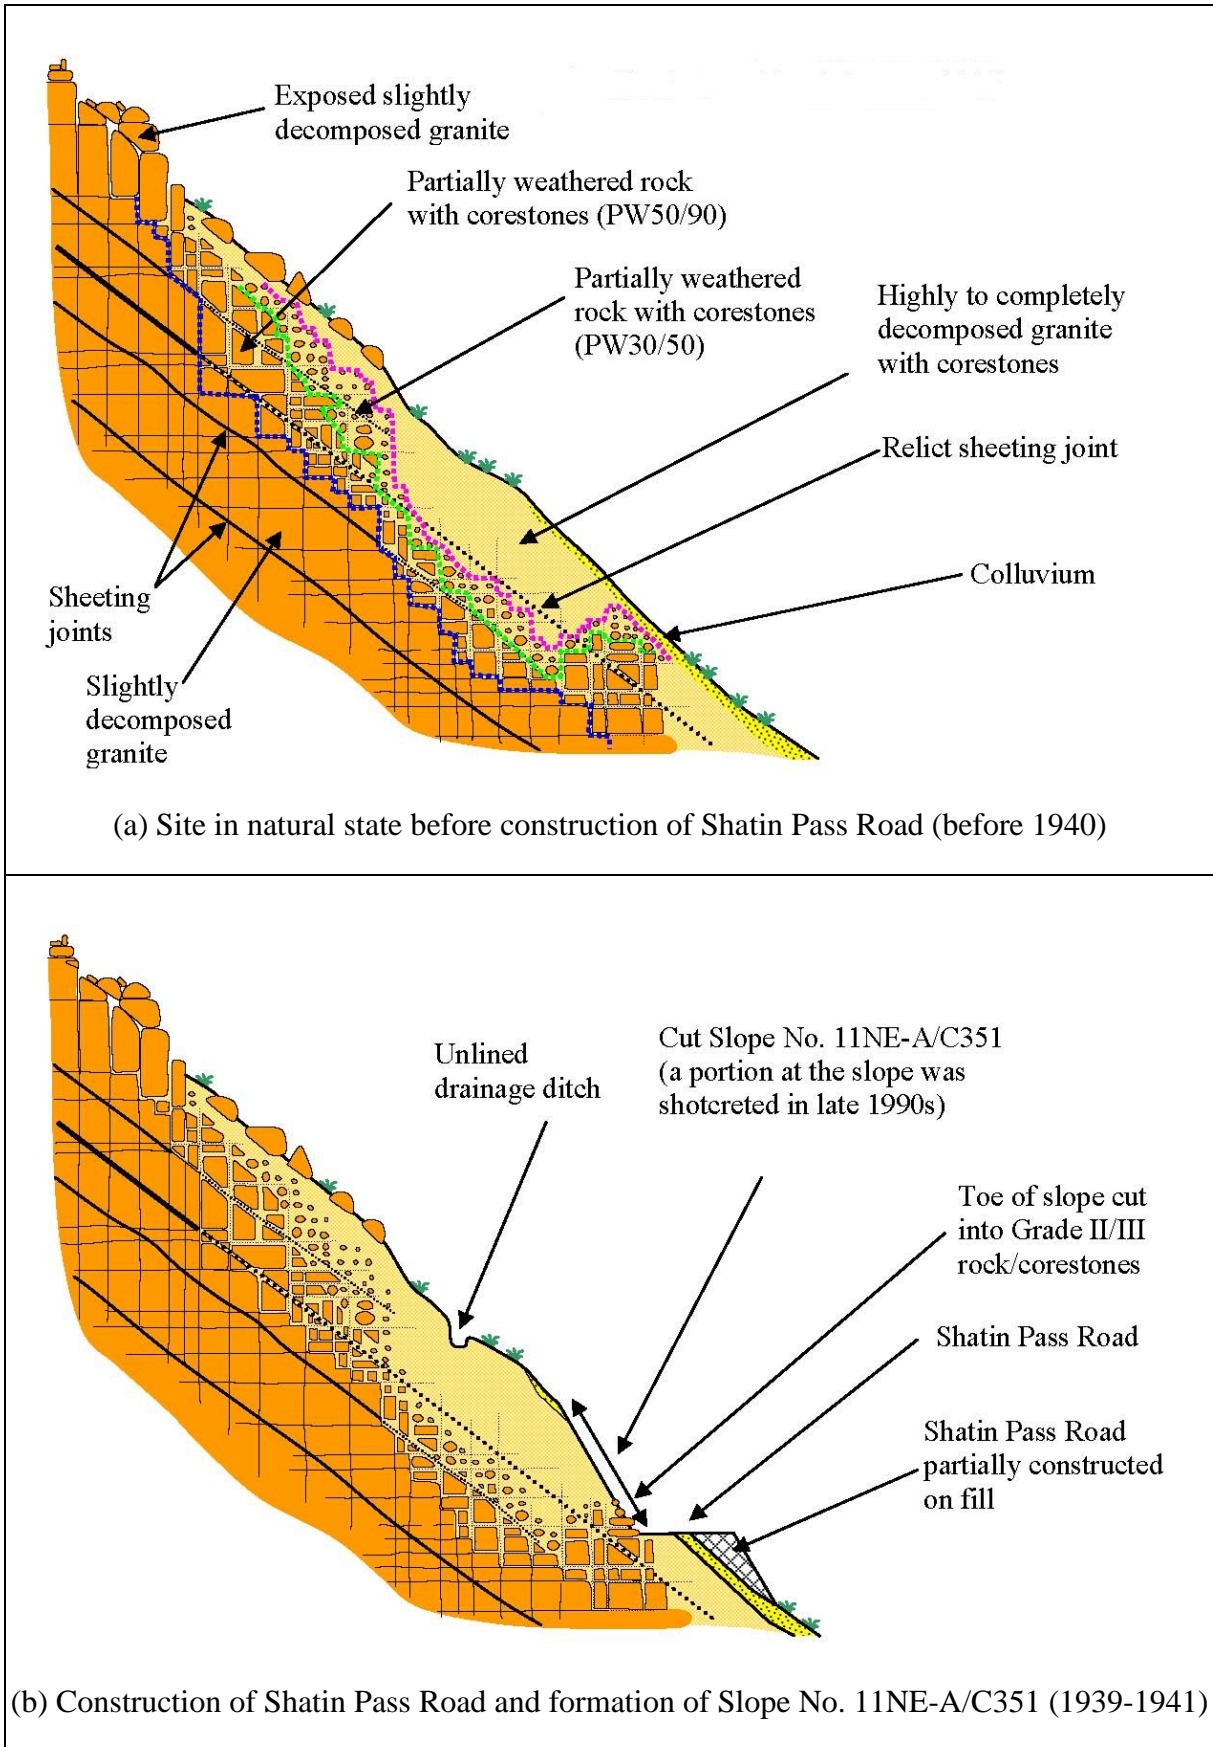 Exposed slightly
decomposed granite
Partially weathered rock
with corestones (PW50/90)
Partially weathered
rock with corestones
(PW30/50)
Highly to completely
decomposed granite
with corestones
Relict sheeting joint
Colluvium
Sheeting
joints
Slightly
decomposed
granite
(a) Site in natural state before construction of Shatin Pass Road (before 1940)
Unlined
drainage ditch
Cut Slope No. 11NE-A/C351
(a portion at the slope was
shotcreted in late 1990s)
Toe of slope cut
into Grade II/III
rock/corestones
Shatin Pass Road
Shatin Pass Road
partially constructed
on fill
(b) Construction of Shatin Pass Road and formation of Slope No. 11NE-A/C351 (1939-1941)